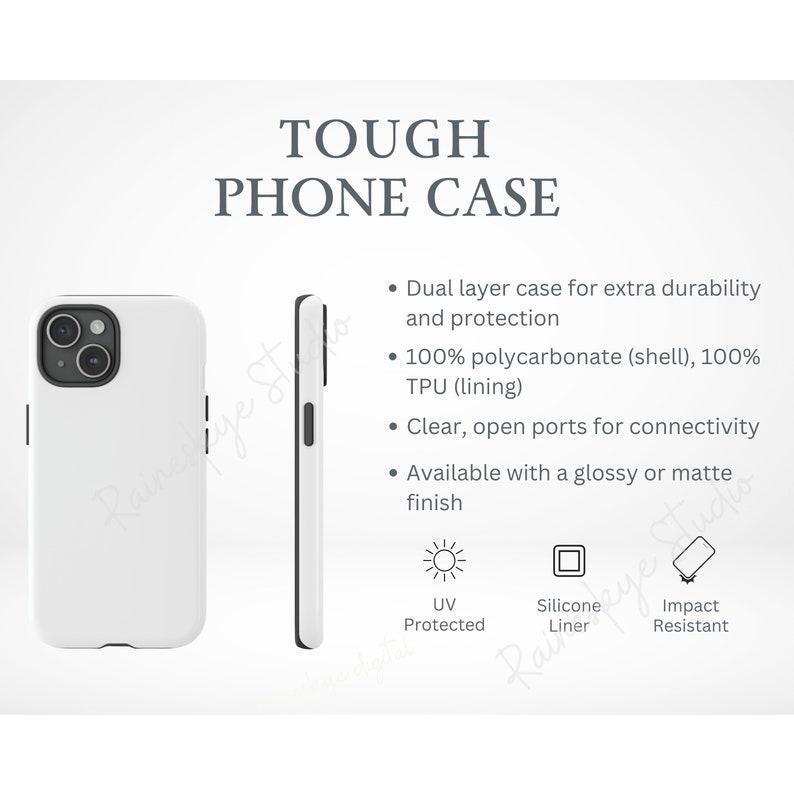 TOUGH
PHONE CASE
• Dual layer case for extra durability
and protection
• 100% polycarbonate (shell), 100%
TPU (lining)
• Clear, open ports for connectivity
• Available with a glossy or matte
finish
UV
Protected
Silicone
Liner
Impact
Resistant
Raineskye Studio
Raineskye Studio
Raineskye Studio